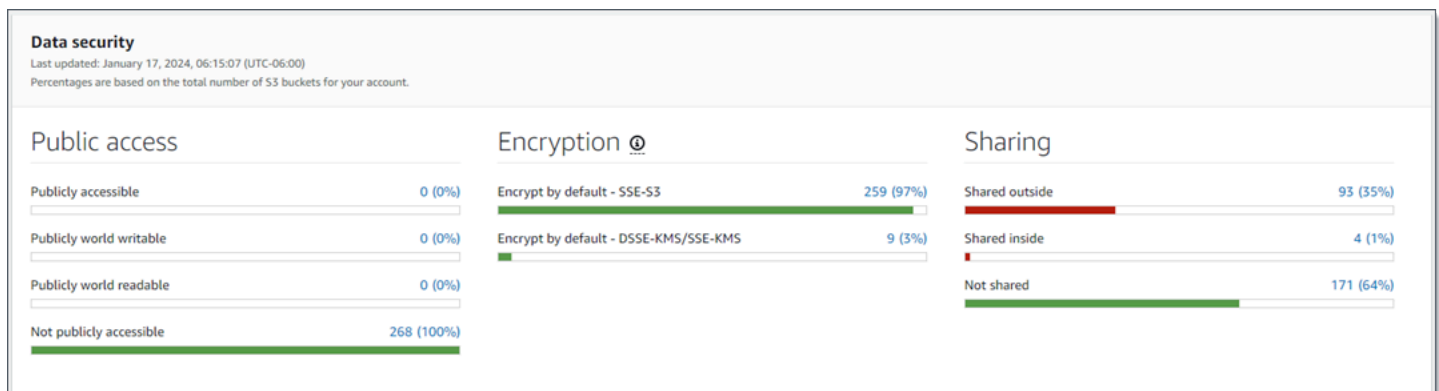 Data security
Last updated: January 17, 2024, 06:15:07 (UTC-06:00)
Percentages are based on the total number of S3 buckets for your account.
Public access
Publicly accessible 0 (0%)
Publicly world writable 0 (0%)
Publicly world readable 0 (0%)
Not publicly accessible 268 (100%)
Encryption
Encrypt by default - SSE-S3 259 (97%)
Encrypt by default - DSSE-KMS/SSE-KMS 9 (3%)
Sharing
Shared outside 93 (35%)
Shared inside 4 (1%)
Not shared 171 (64%)